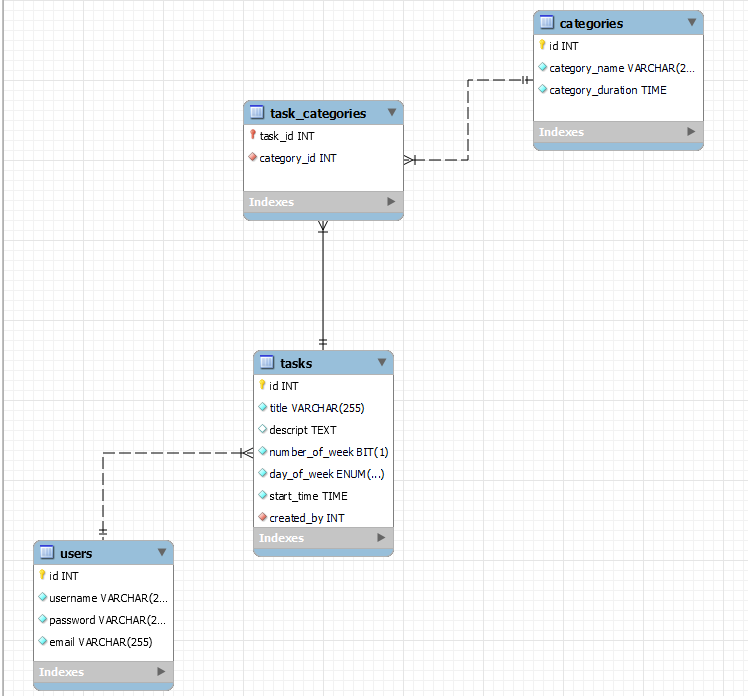 categories
id INT
category_name VARCHAR(2...
category_duration TIME
Indexes
task_categories
task_id INT
category_id INT
Indexes
tasks
id INT
title VARCHAR(255)
descript TEXT
number_of_week BIT(1)
day_of_week ENUM(...)
start_time TIME
created_by INT
Indexes
users
id INT
username VARCHAR(2...
password VARCHAR(2...
email VARCHAR(255)
Indexes